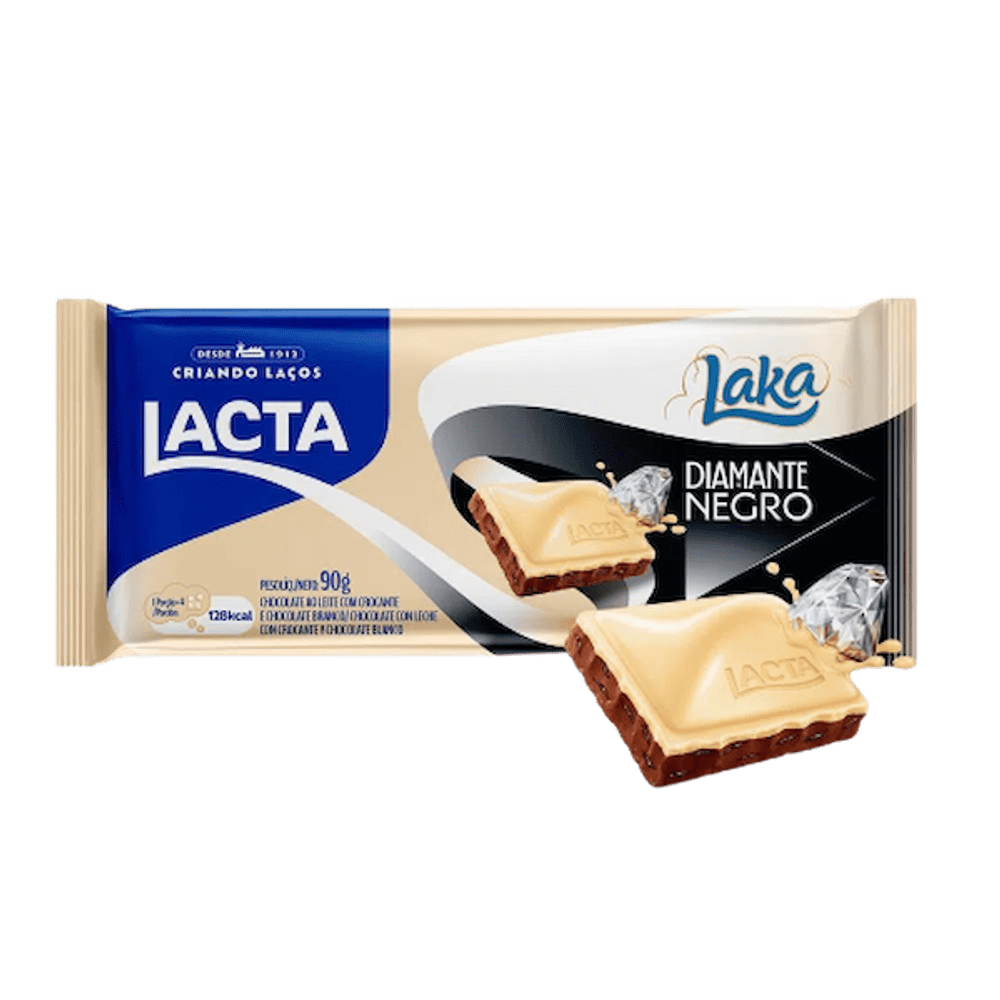 DESDE 1912
CRIANDO LAÇOS
LACTA
Laka
DIAMANTE
NEGRO
LACTA
PESO LÍQ./NETO: 90g
CHOCOLATE AO LEITE COM CROCANTE
E CHOCOLATE BRANCO/ CHOCOLATE CON LECHE
CON CROCANTE Y CHOCOLATE BLANCO
128kcal
LACTA